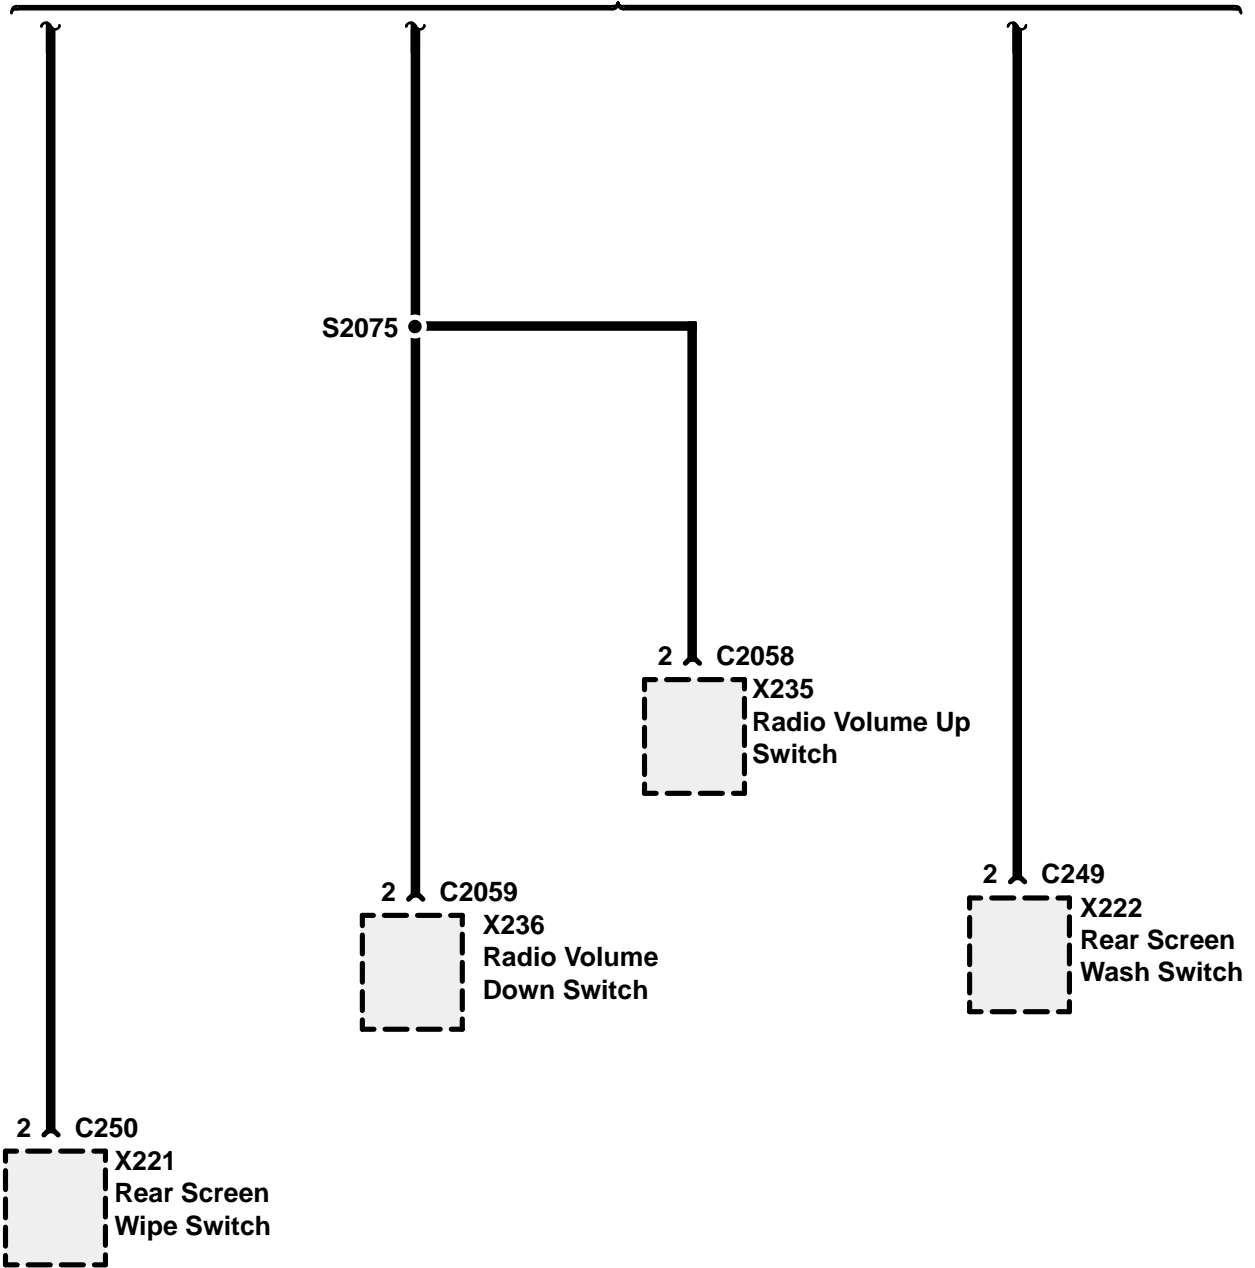 S2075
2 C2058
X235
Radio Volume Up
Switch
2 C249
X222
Rear Screen
Wash Switch
2 C2059
X236
Radio Volume
Down Switch
2 C250
X221
Rear Screen
Wipe Switch